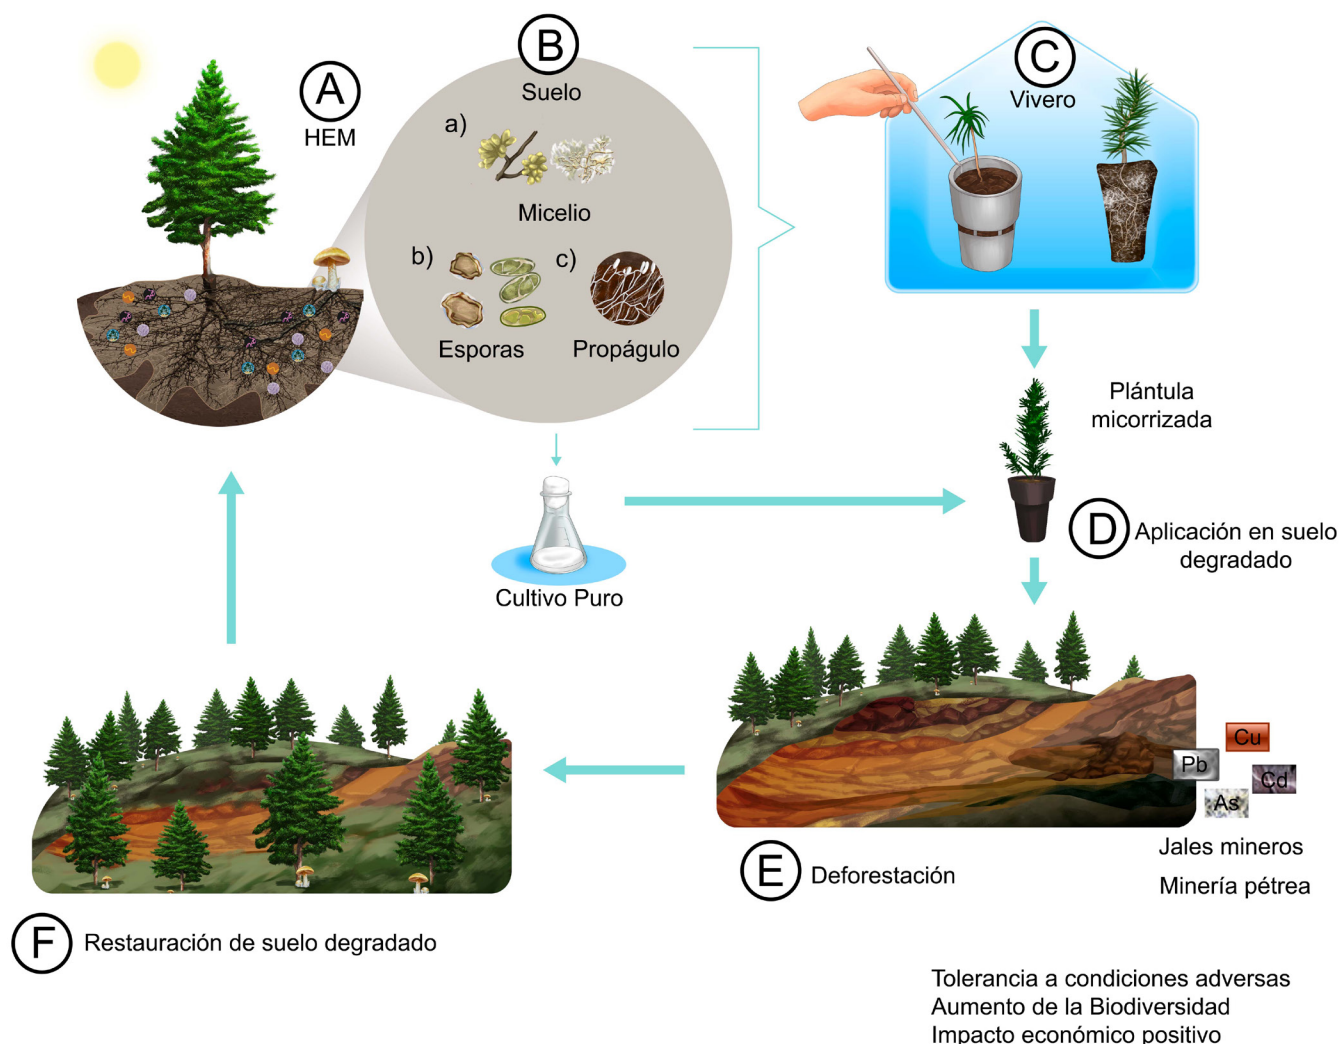 A
HEM
B
Suelo
a)
Micelio
b)
c)
Esporas
Propágulo
C
Vivero
Plántula
micorrizada
Cultivo Puro
D
Aplicación en suelo
degradado
Cu
Pb
Cd
As
Jales mineros
Minería pétrea
E
Deforestación
F
Restauración de suelo degradado
Tolerancia a condiciones adversas
Aumento de la Biodiversidad
Impacto económico positivo